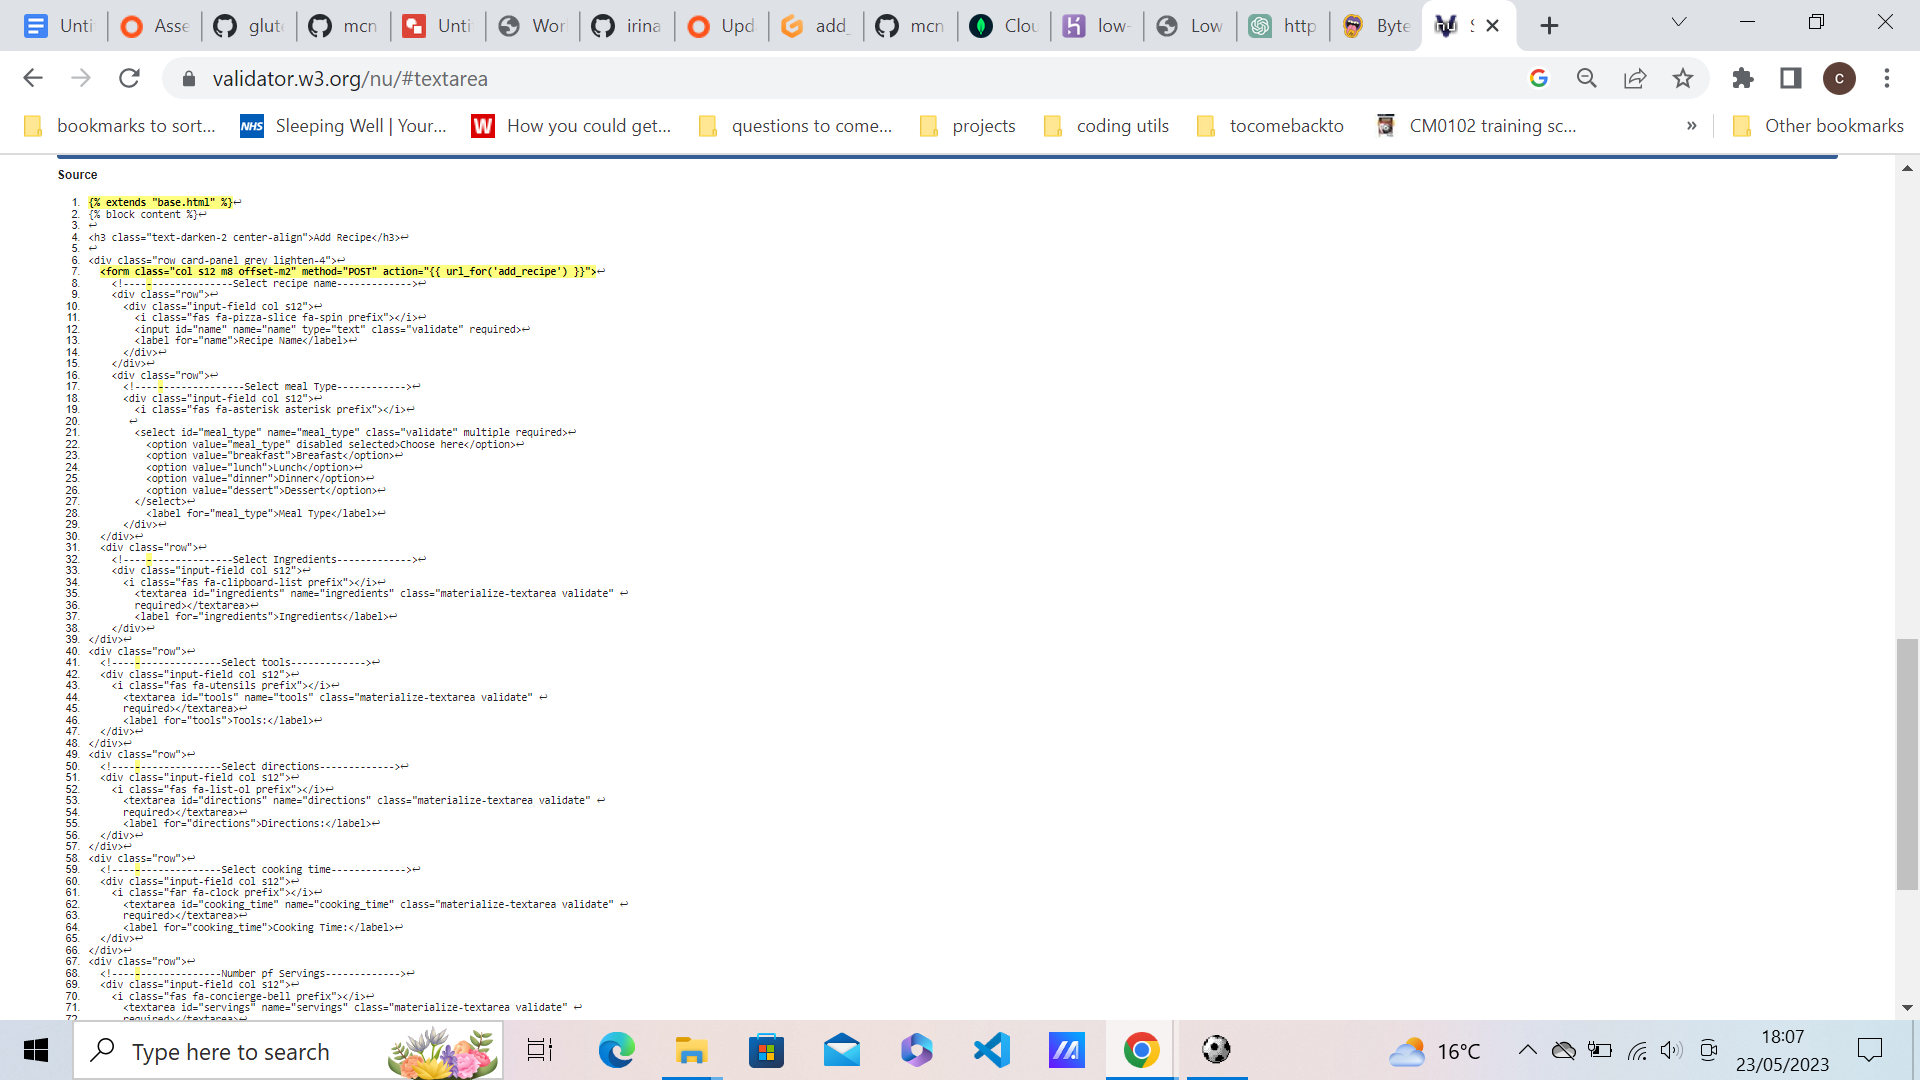 Unti
Asse
glute
mcn
Unti
Worl
irina
Upd
add_
mcn
Clou
low-
Low
http
Byte
S
validator.w3.org/nu/#textarea
c
bookmarks to sort...
NHS
Sleeping Well | Your...
W
How you could get...
questions to come...
projects
coding utils
tocomebackto
CM0102 training sc...
»
Other bookmarks
Source
1. {% extends "base.html" %}↩
2. {% block content %}↩
3. ↩
4. <h3 class="text-darken-2 center-align">Add Recipe</h3>↩
5. ↩
6. <div class="row card-panel grey lighten-4">↩
7. <form class="col s12 m8 offset-m2" method="POST" action="{{ url_for('add_recipe') }}">↩
8. <!-------------------Select recipe name------------->↩
9. <div class="row">↩
10. <div class="input-field col s12">↩
11. <i class="fas fa-pizza-slice fa-spin prefix"></i>↩
12. <input id="name" name="name" type="text" class="validate" required>↩
13. <label for="name">Recipe Name</label>↩
14. </div>↩
15. </div>↩
16. <div class="row">↩
17. <!-------------------Select meal Type------------>↩
18. <div class="input-field col s12">↩
19. <i class="fas fa-asterisk asterisk prefix"></i>↩
20. ↩
21. <select id="meal_type" name="meal_type" class="validate" multiple required>↩
22. <option value="meal_type" disabled selected>Choose here</option>↩
23. <option value="breakfast">Breafast</option>↩
24. <option value="lunch">Lunch</option>↩
25. <option value="dinner">Dinner</option>↩
26. <option value="dessert">Dessert</option>↩
27. </select>↩
28. <label for="meal_type">Meal Type</label>↩
29. </div>↩
30. </div>↩
31. <div class="row">↩
32. <!-------------------Select Ingredients------------->↩
33. <div class="input-field col s12">↩
34. <i class="fas fa-clipboard-list prefix"></i>↩
35. <textarea id="ingredients" name="ingredients" class="materialize-textarea validate" ↩
36. required></textarea>↩
37. <label for="ingredients">Ingredients</label>↩
38. </div>↩
39. </div>↩
40. <div class="row">↩
41. <!-------------------Select tools------------->↩
42. <div class="input-field col s12">↩
43. <i class="fas fa-utensils prefix"></i>↩
44. <textarea id="tools" name="tools" class="materialize-textarea validate" ↩
45. required></textarea>↩
46. <label for="tools">Tools:</label>↩
47. </div>↩
48. </div>↩
49. <div class="row">↩
50. <!-------------------Select directions------------->↩
51. <div class="input-field col s12">↩
52. <i class="fas fa-list-ol prefix"></i>↩
53. <textarea id="directions" name="directions" class="materialize-textarea validate" ↩
54. required></textarea>↩
55. <label for="directions">Directions:</label>↩
56. </div>↩
57. </div>↩
58. <div class="row">↩
59. <!-------------------Select cooking time------------->↩
60. <div class="input-field col s12">↩
61. <i class="far fa-clock prefix"></i>↩
62. <textarea id="cooking_time" name="cooking_time" class="materialize-textarea validate" ↩
63. required></textarea>↩
64. <label for="cooking_time">Cooking Time:</label>↩
65. </div>↩
66. </div>↩
67. <div class="row">↩
68. <!-------------------Number pf Servings------------->↩
69. <div class="input-field col s12">↩
70. <i class="fas fa-concierge-bell prefix"></i>↩
71. <textarea id="servings" name="servings" class="materialize-textarea validate" ↩
72. required></textarea>↩
Type here to search
16°C
18:07
23/05/2023